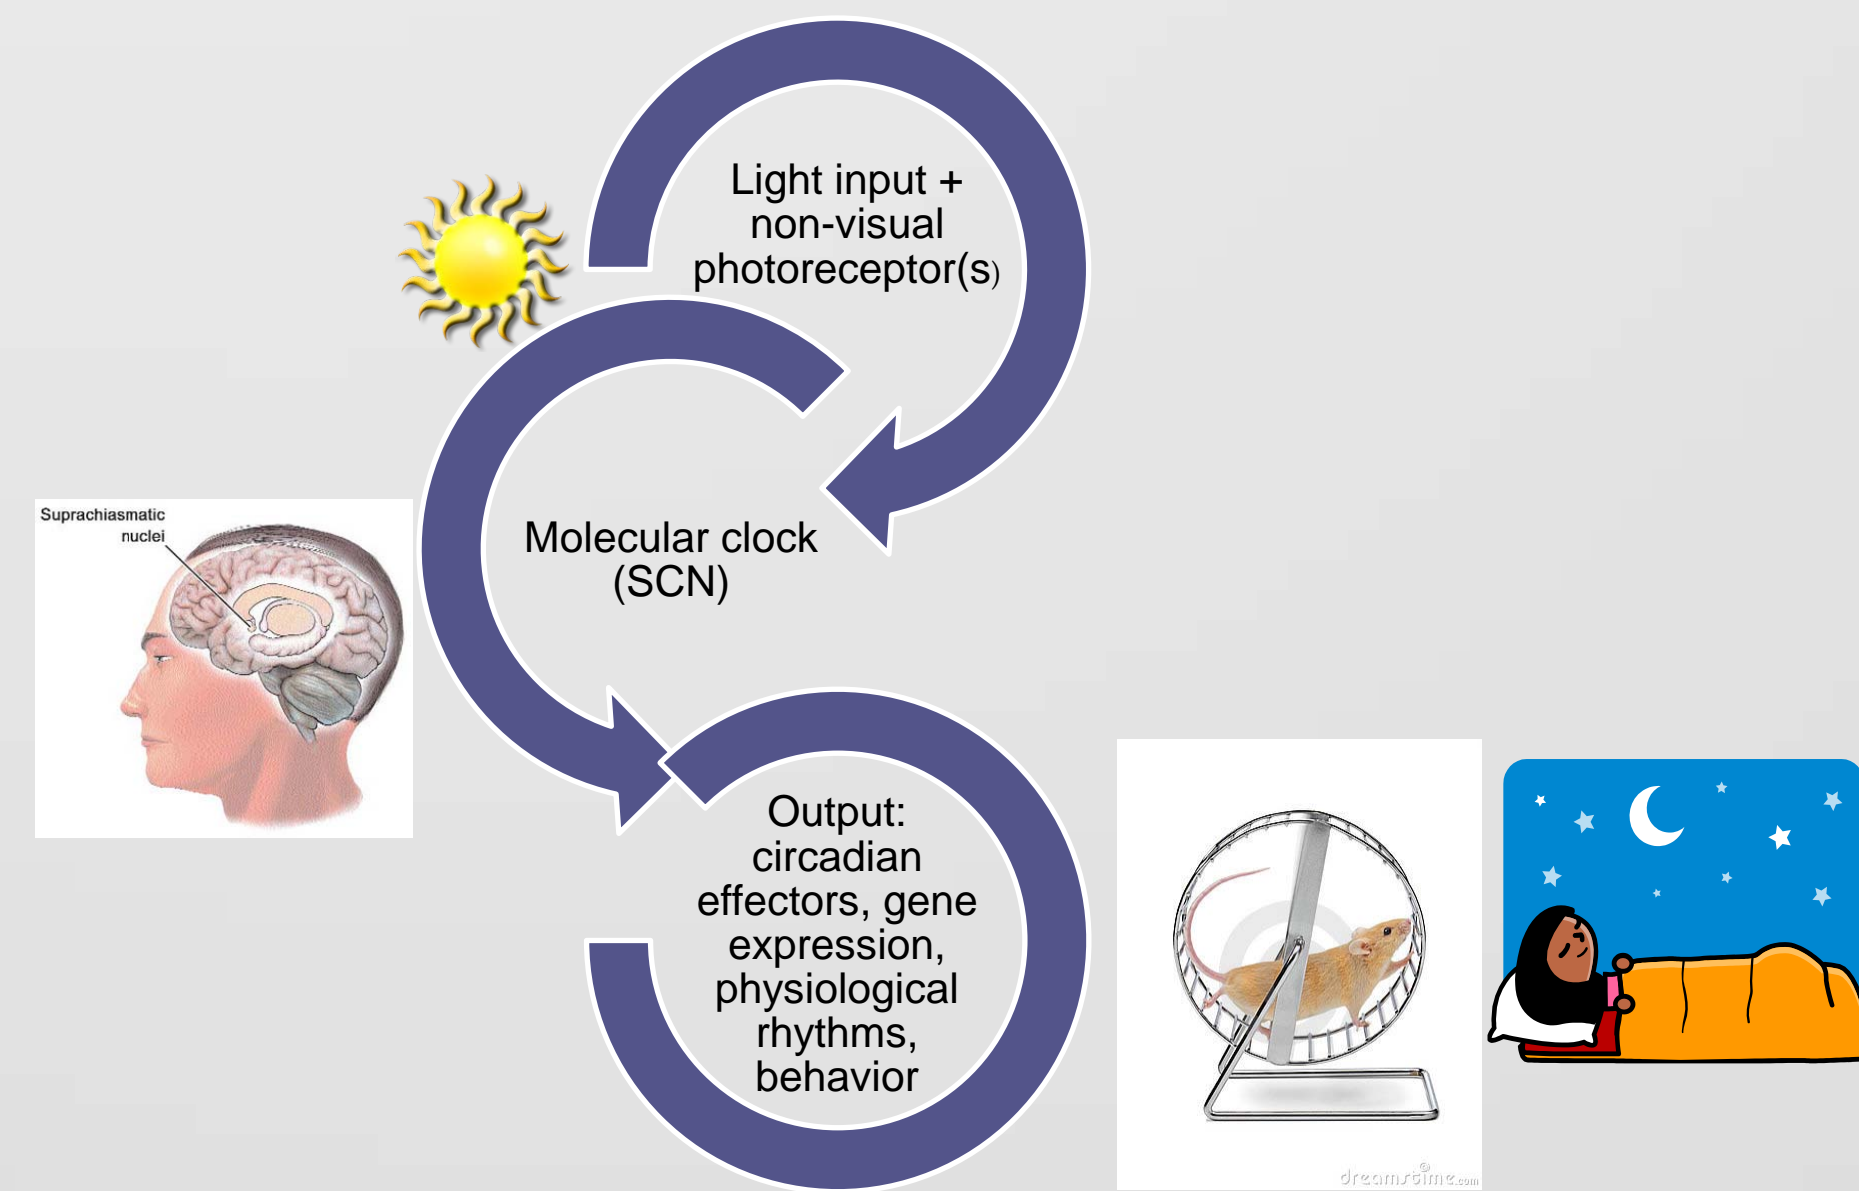 Light input +
non-visual
photoreceptor(s)
Suprachiasmatic
nuclei
Molecular clock
(SCN)
Output:
circadian
effectors, gene
expression,
physiological
rhythms,
behavior
dreamstime.com